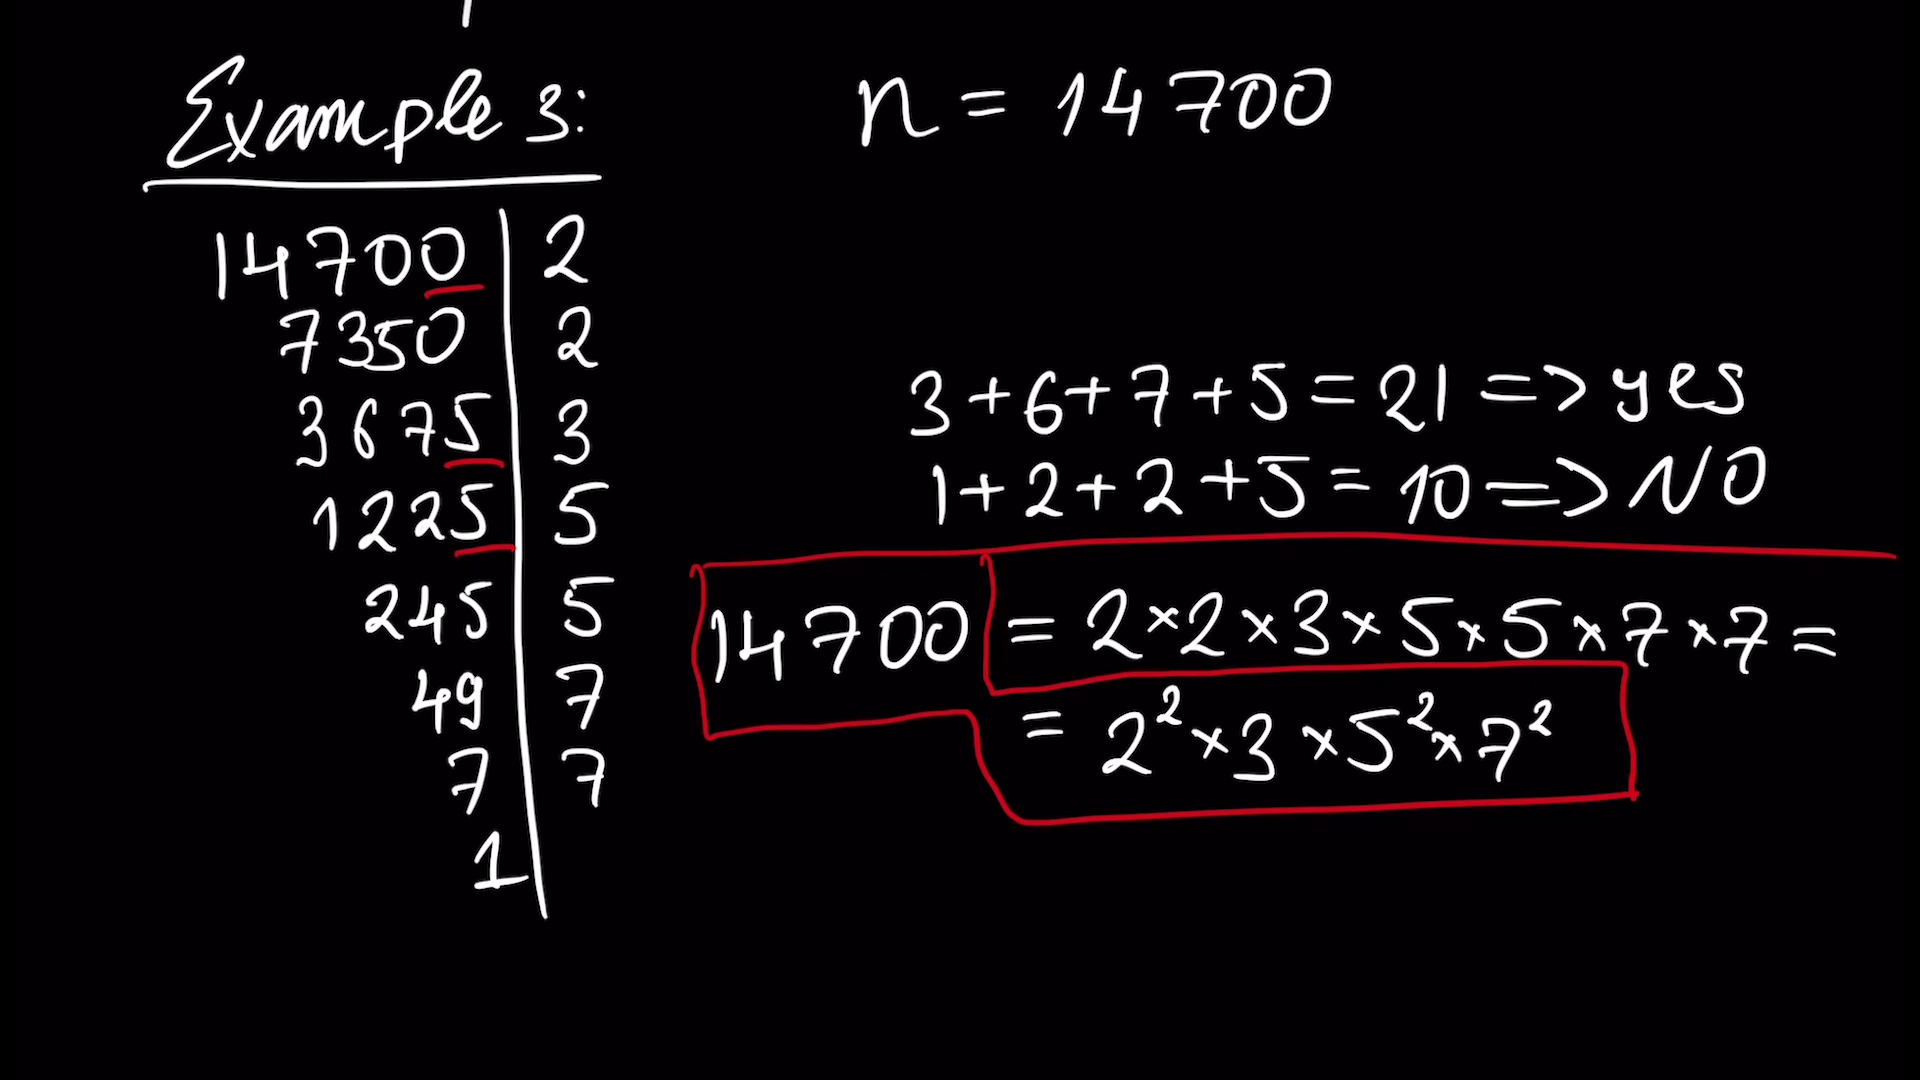 Example 3:
n = 14700
14700 | 2
7350 | 2
3675 | 3
1225 | 5
245 | 5
49 | 7
7 | 7
1 |
3+6+7+5=21=>yes
1+2+2+5=10=>NO
14700 = 2×2×3×5×5×7×7=
= 2²×3×5²×7²